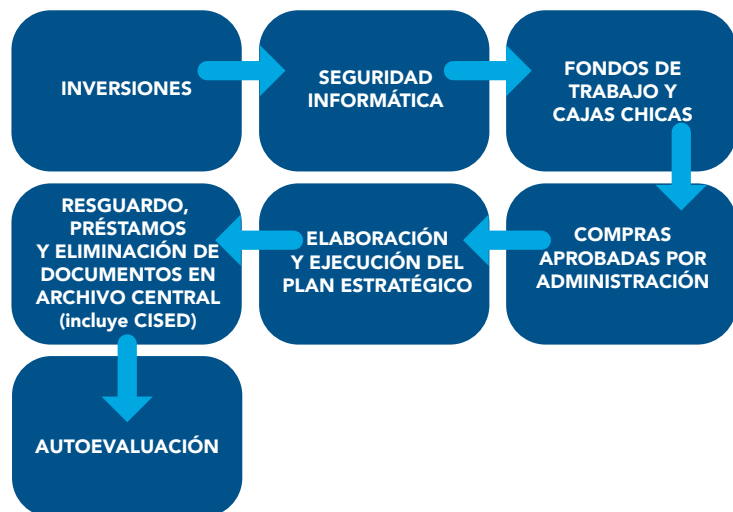 INVERSIONES
SEGURIDAD
INFORMÁTICA
FONDOS DE
TRABAJO Y
CAJAS CHICAS
COMPRAS
APROBADAS POR
ADMINISTRACIÓN
ELABORACIÓN
Y EJECUCIÓN DEL
PLAN ESTRATÉGICO
RESGUARDO,
PRÉSTAMOS
Y ELIMINACIÓN DE
DOCUMENTOS EN
ARCHIVO CENTRAL
(incluye CISED)
AUTOEVALUACIÓN